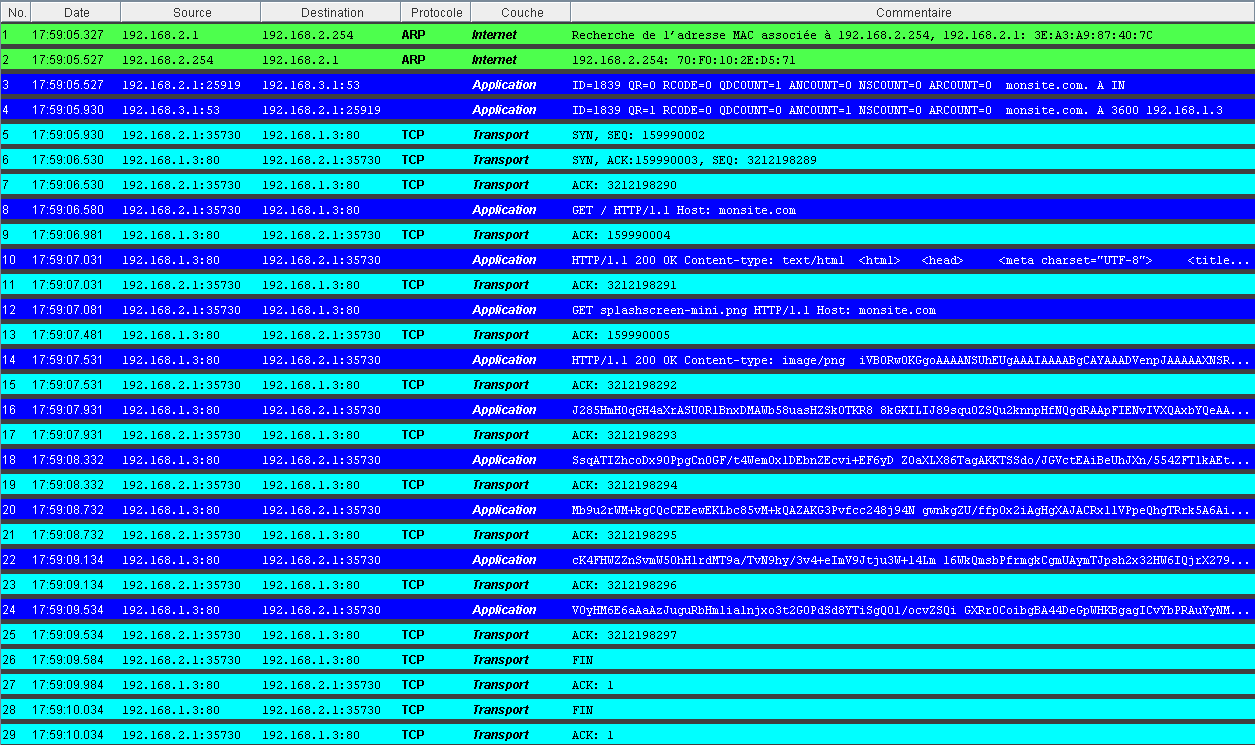 No. Date Source Destination Protocole Couche Commentaire
1 17:59:05.327 192.168.2.1 192.168.2.254 ARP Internet Recherche de l'adresse MAC associée à 192.168.2.254, 192.168.2.1: 3E:A3:A9:87:40:7C
2 17:59:05.527 192.168.2.254 192.168.2.1 ARP Internet 192.168.2.254: 70:F0:10:2E:D5:71
3 17:59:05.527 192.168.2.1:25919 192.168.3.1:53 Application ID=1839 QR=0 RCODE=0 QDCOUNT=1 ANCOUNT=0 NSCOUNT=0 ARCOUNT=0 monsite.com. A IN
4 17:59:05.930 192.168.3.1:53 192.168.2.1:25919 Application ID=1839 QR=1 RCODE=0 QDCOUNT=1 ANCOUNT=1 NSCOUNT=0 ARCOUNT=0 monsite.com. A 3600 192.168.1.3
5 17:59:05.930 192.168.2.1:35730 192.168.1.3:80 TCP Transport SYN, SEQ: 159990002
6 17:59:06.530 192.168.1.3:80 192.168.2.1:35730 TCP Transport SYN, ACK:159990003, SEQ: 3212198289
7 17:59:06.530 192.168.2.1:35730 192.168.1.3:80 TCP Transport ACK: 3212198290
8 17:59:06.580 192.168.2.1:35730 192.168.1.3:80 Application GET / HTTP/1.1 Host: monsite.com
9 17:59:06.981 192.168.1.3:80 192.168.2.1:35730 TCP Transport ACK: 159990004
10 17:59:07.031 192.168.1.3:80 192.168.2.1:35730 Application HTTP/1.1 200 OK Content-type: text/html <html> <head> <meta charset="UTF-8"> <title...
11 17:59:07.031 192.168.2.1:35730 192.168.1.3:80 TCP Transport ACK: 3212198291
12 17:59:07.081 192.168.2.1:35730 192.168.1.3:80 Application GET splashscreen-mini.png HTTP/1.1 Host: monsite.com
13 17:59:07.481 192.168.1.3:80 192.168.2.1:35730 TCP Transport ACK: 159990005
14 17:59:07.531 192.168.1.3:80 192.168.2.1:35730 Application HTTP/1.1 200 OK Content-type: image/png
15 17:59:07.531 192.168.2.1:35730 192.168.1.3:80 TCP Transport ACK: 3212198292
16 17:59:07.931 192.168.1.3:80 192.168.2.1:35730 Application
17 17:59:07.931 192.168.2.1:35730 192.168.1.3:80 TCP Transport ACK: 3212198293
18 17:59:08.332 192.168.1.3:80 192.168.2.1:35730 Application
19 17:59:08.332 192.168.2.1:35730 192.168.1.3:80 TCP Transport ACK: 3212198294
20 17:59:08.732 192.168.1.3:80 192.168.2.1:35730 Application
21 17:59:08.732 192.168.2.1:35730 192.168.1.3:80 TCP Transport ACK: 3212198295
22 17:59:09.134 192.168.1.3:80 192.168.2.1:35730 Application
23 17:59:09.134 192.168.2.1:35730 192.168.1.3:80 TCP Transport ACK: 3212198296
24 17:59:09.534 192.168.1.3:80 192.168.2.1:35730 Application
25 17:59:09.534 192.168.2.1:35730 192.168.1.3:80 TCP Transport ACK: 3212198297
26 17:59:09.584 192.168.2.1:35730 192.168.1.3:80 TCP Transport FIN
27 17:59:09.984 192.168.1.3:80 192.168.2.1:35730 TCP Transport ACK: 1
28 17:59:10.034 192.168.1.3:80 192.168.2.1:35730 TCP Transport FIN
29 17:59:10.034 192.168.2.1:35730 192.168.1.3:80 TCP Transport ACK: 1